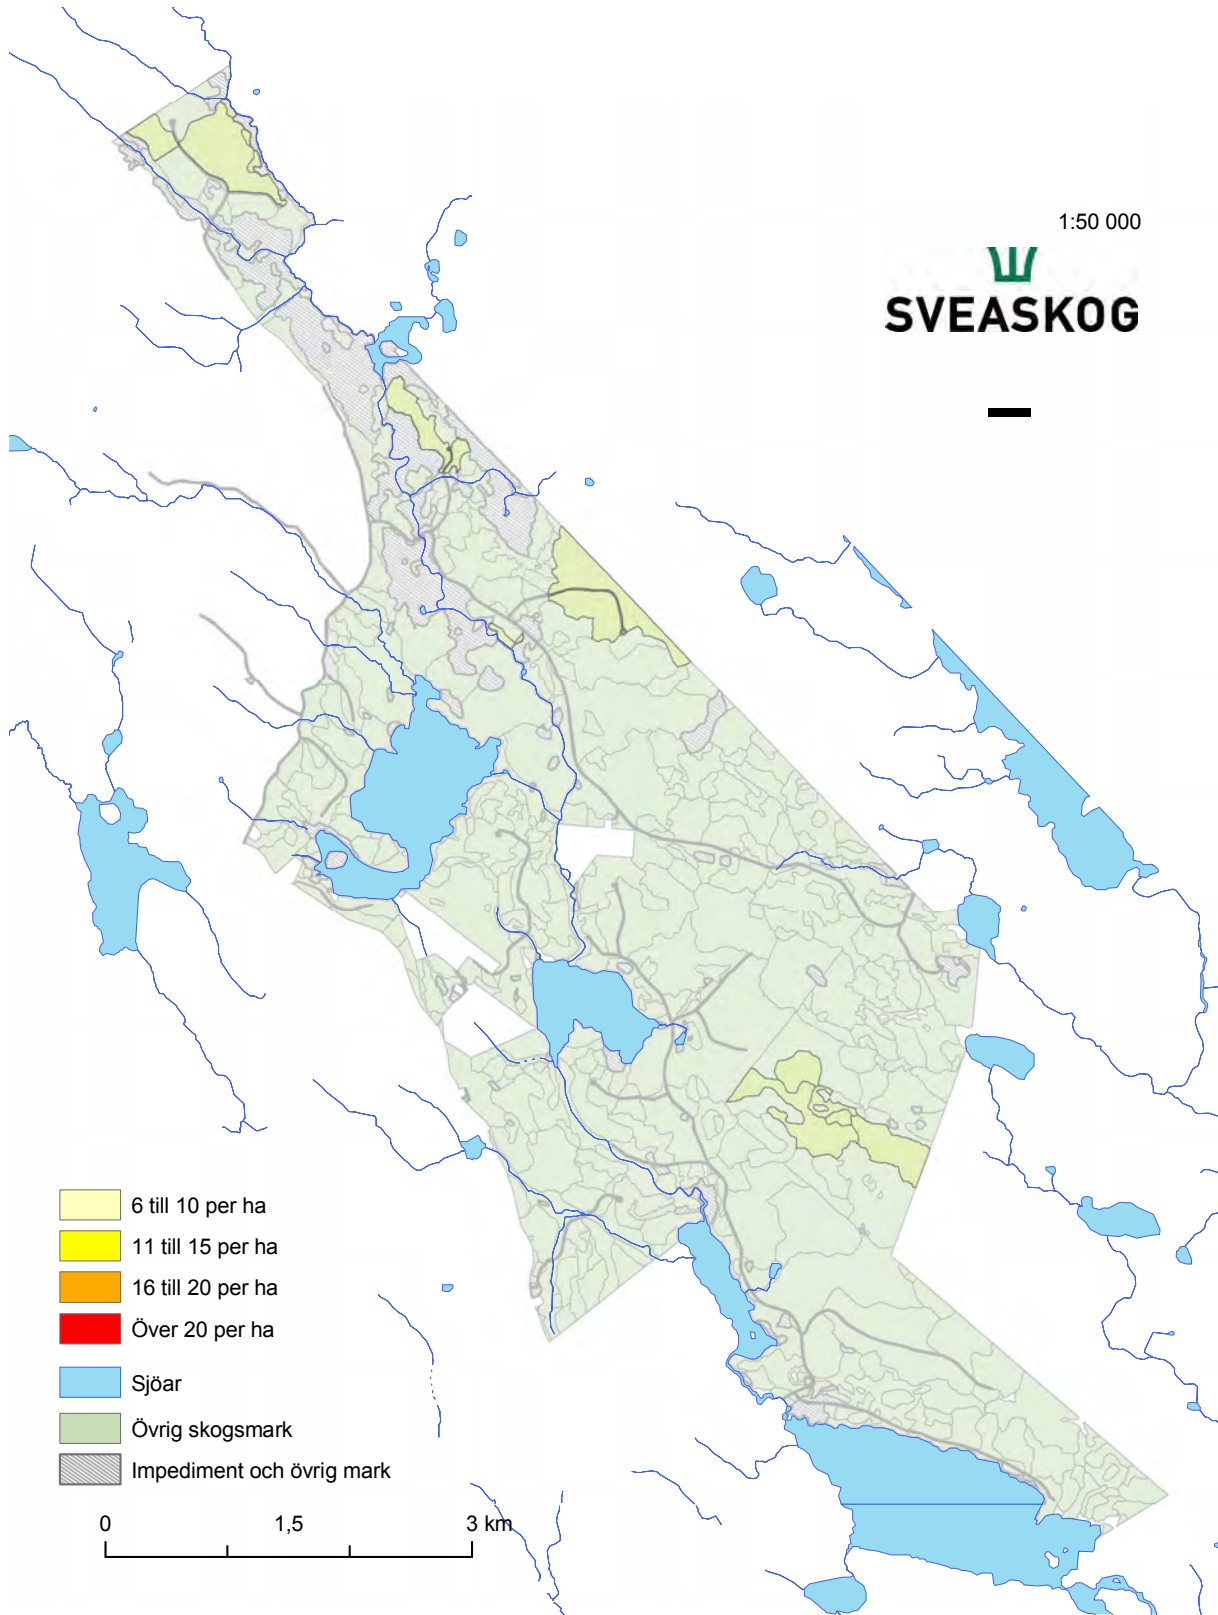 1:50 000
SVEASKOG
6 till 10 per ha
11 till 15 per ha
16 till 20 per ha
Över 20 per ha
Sjöar
Övrig skogsmark
Impediment och övrig mark
0 1,5 3 km